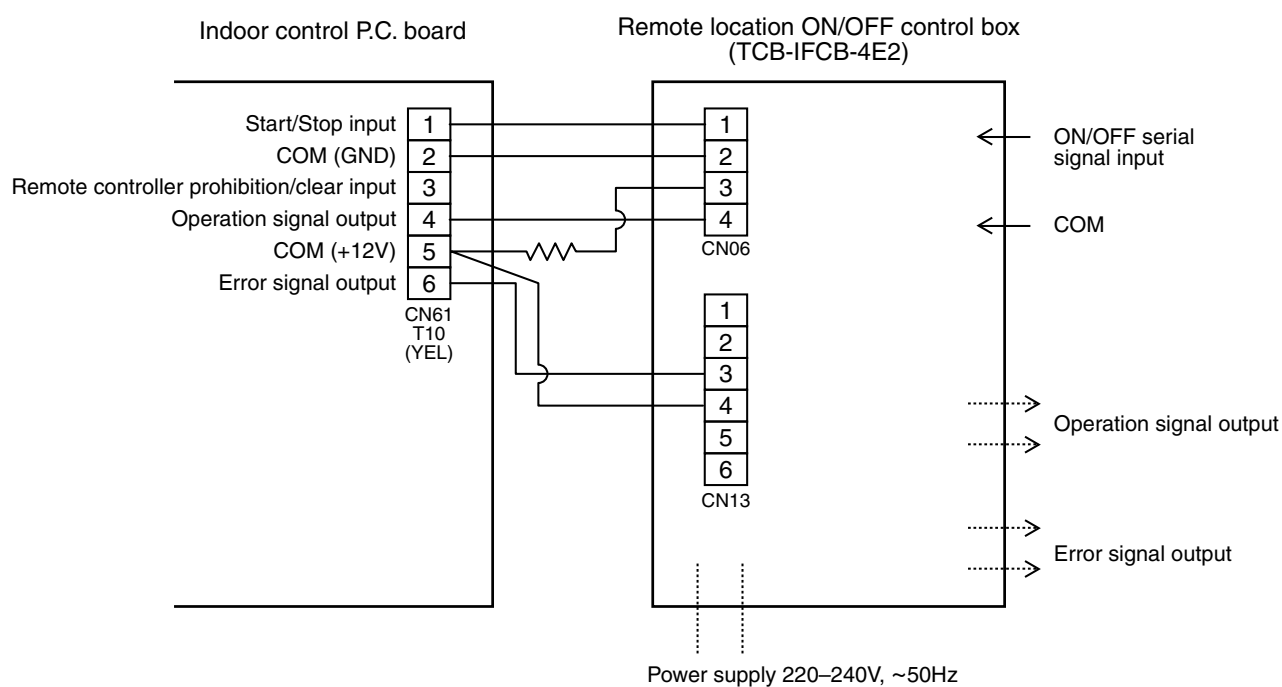 Indoor control P.C. board
Remote location ON/OFF control box
(TCB-IFCB-4E2)
Start/Stop input 1
COM (GND) 2
Remote controller prohibition/clear input 3
Operation signal output 4
COM (+12V) 5
Error signal output 6
CN61
T10
(YEL)
1
2
3
4
CN06
1
2
3
4
5
6
CN13
ON/OFF serial
signal input
COM
Operation signal output
Error signal output
Power supply 220–240V, ~50Hz